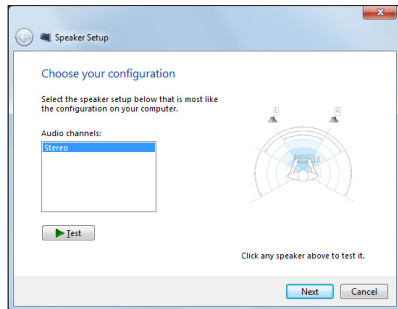 Speaker Setup
Choose your configuration
Select the speaker setup below that is most like
the configuration on your computer.
Audio channels:
Stereo
L
R
Test
Click any speaker above to test it.
Next
Cancel